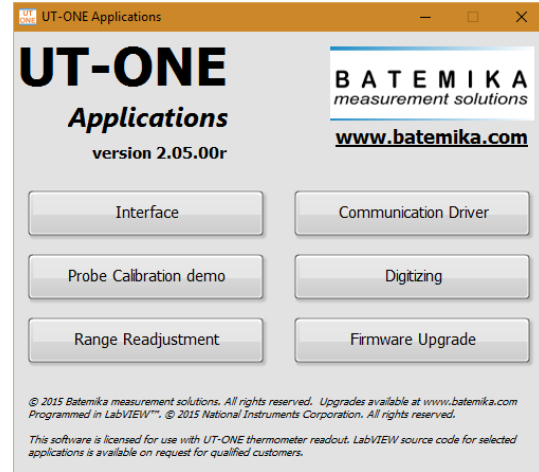 UT
ONE
UT-ONE Applications
UT-ONE
Applications
version 2.05.00r
BATEMIKA
measurement solutions
www.batemika.com
Interface
Communication Driver
Probe Calibration demo
Digitizing
Range Readjustment
Firmware Upgrade
© 2015 Batemika measurement solutions. All rights reserved. Upgrades available at www.batemika.com
Programmed in LabVIEW™. © 2015 National Instruments Corporation. All rights reserved.
This software is licensed for use with UT-ONE thermometer readout. LabVIEW source code for selected
applications is available on request for qualified customers.